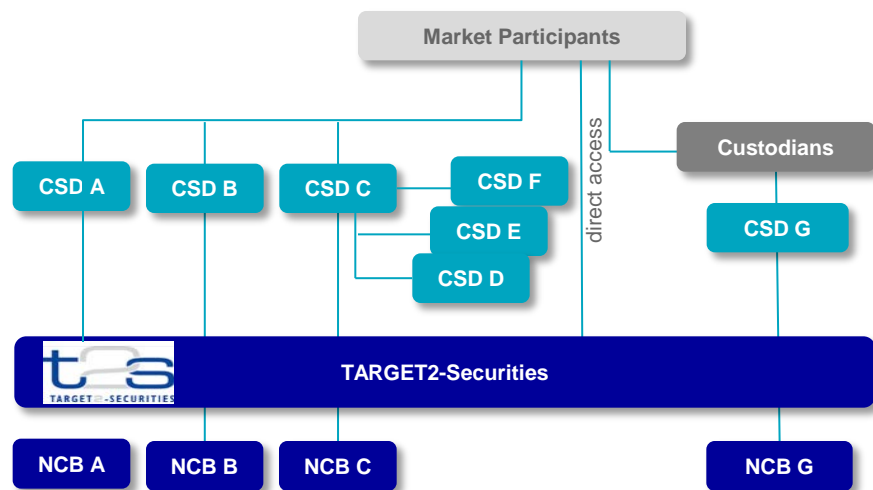 Market Participants
direct access
Custodians
CSD A
CSD B
CSD C
CSD F
CSD E
CSD D
CSD G
t2s
TARGET2-SECURITIES
TARGET2-Securities
NCB A
NCB B
NCB C
NCB G